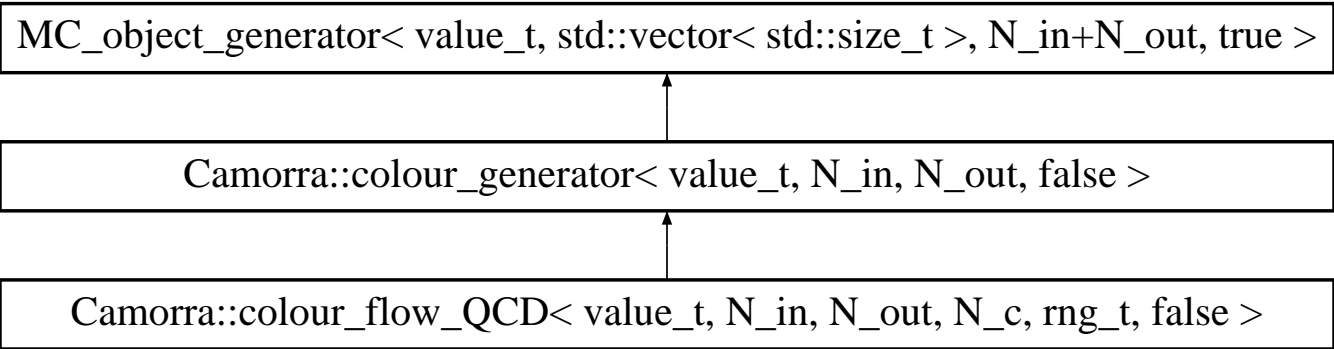 MC_object_generator< value_t, std::vector< std::size_t >, N_in+N_out, true >
Camorra::colour_generator< value_t, N_in, N_out, false >
Camorra::colour_flow_QCD< value_t, N_in, N_out, N_c, rng_t, false >